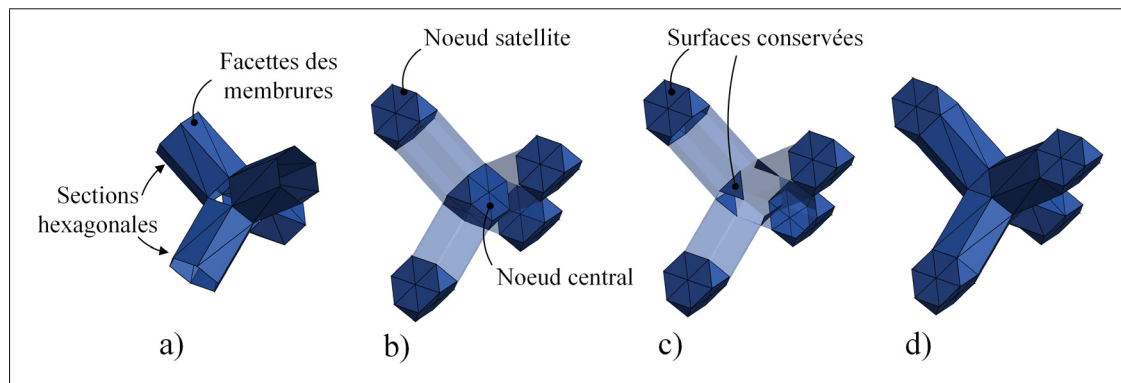 Facettes des
membrures
Sections
hexagonales
Noeud satellite
Noeud central
Surfaces conservées
a)
b)
c)
d)